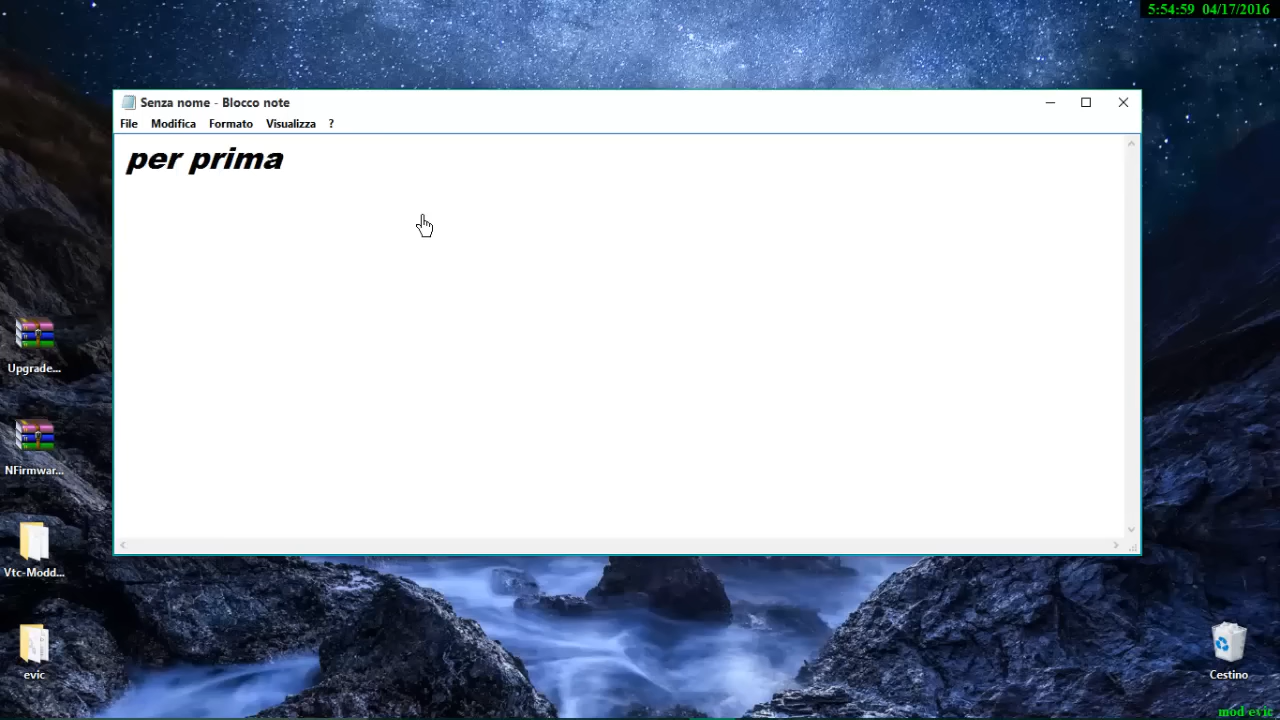 5:54:59 04/17/2016
Senza nome - Blocco note
File Modifica Formato Visualizza ?
per prima
Upgrade...
NFirmwar...
Vtc-Modd...
evic
Cestino
mod evic